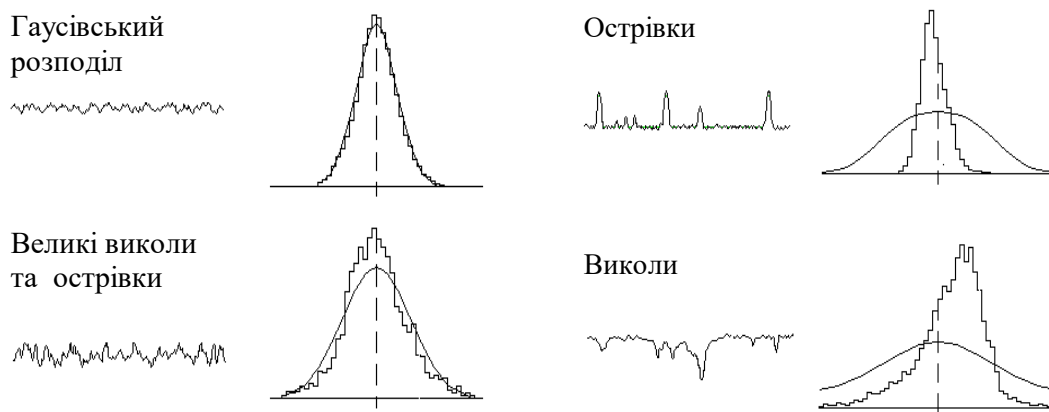 Гаусівський
розподіл
Острівки
Великі виколи
та острівки
Виколи